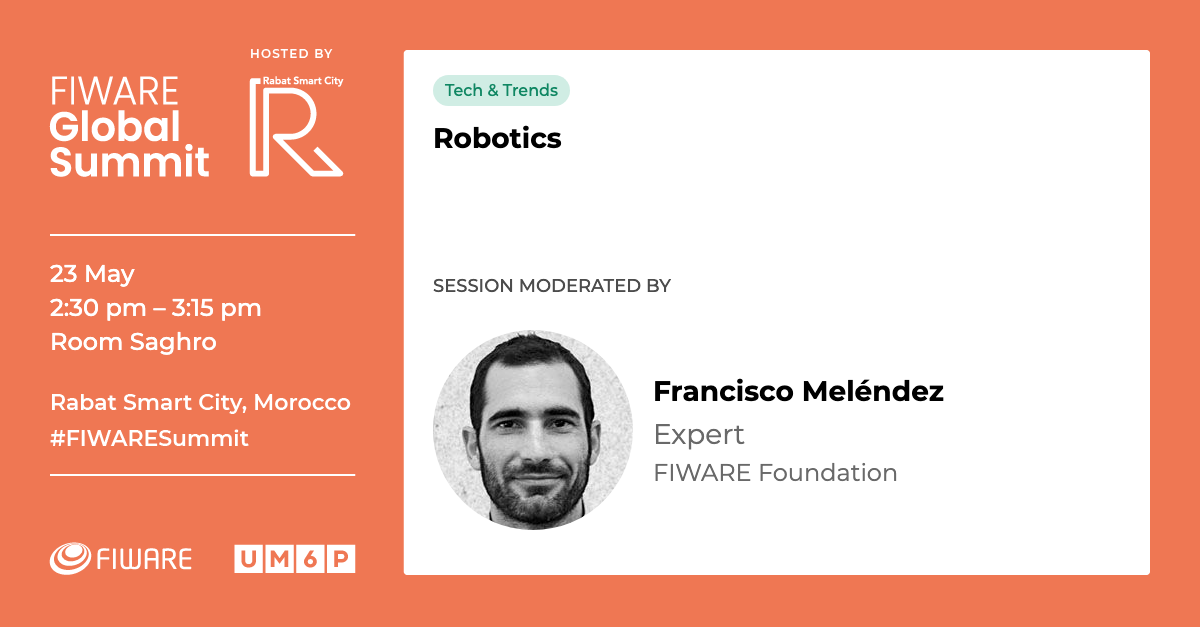 HOSTED BY
FIWARE
Global
Summit
Rabat Smart City
R
23 May
2:30 pm – 3:15 pm
Room Saghro
Rabat Smart City, Morocco
#FIWARESummit
FIWARE
UM6P
Tech & Trends
Robotics
SESSION MODERATED BY
Francisco Meléndez
Expert
FIWARE Foundation